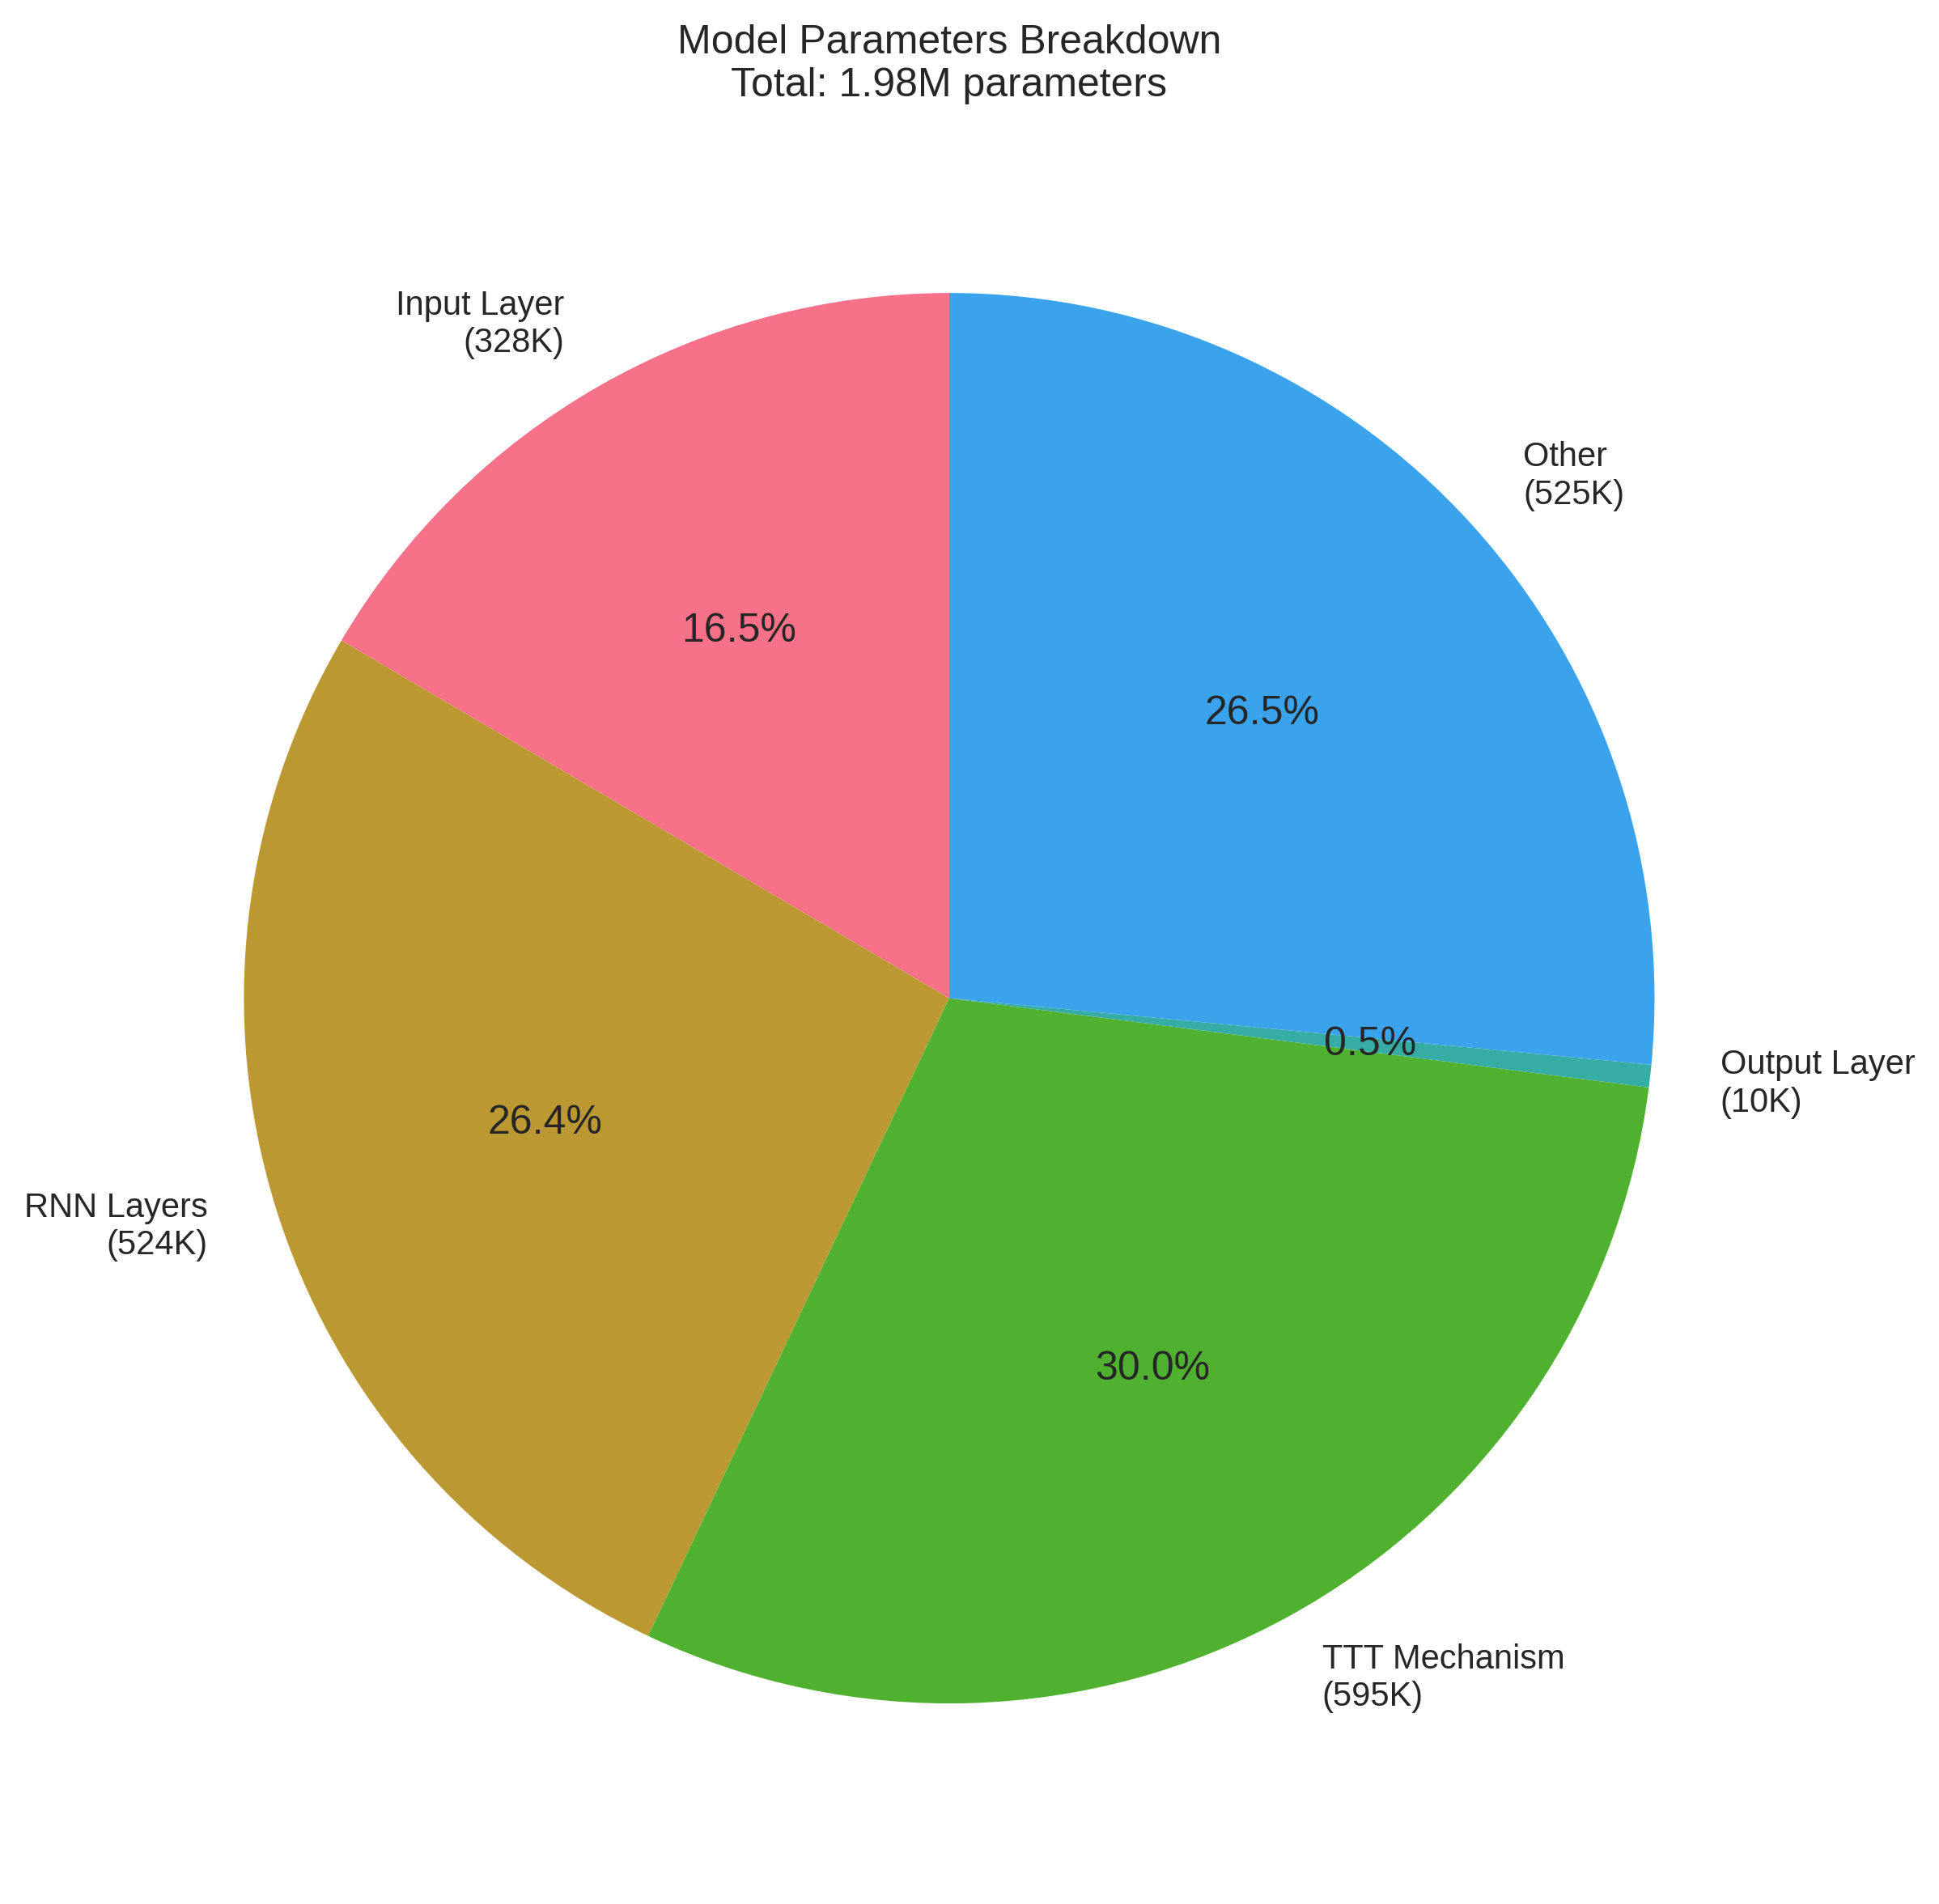 Model Parameters Breakdown
Total: 1.98M parameters
Input Layer
(328K)
Other
(525K)
16.5%
26.5%
0.5%
Output Layer
(10K)
26.4%
RNN Layers
(524K)
30.0%
TTT Mechanism
(595K)